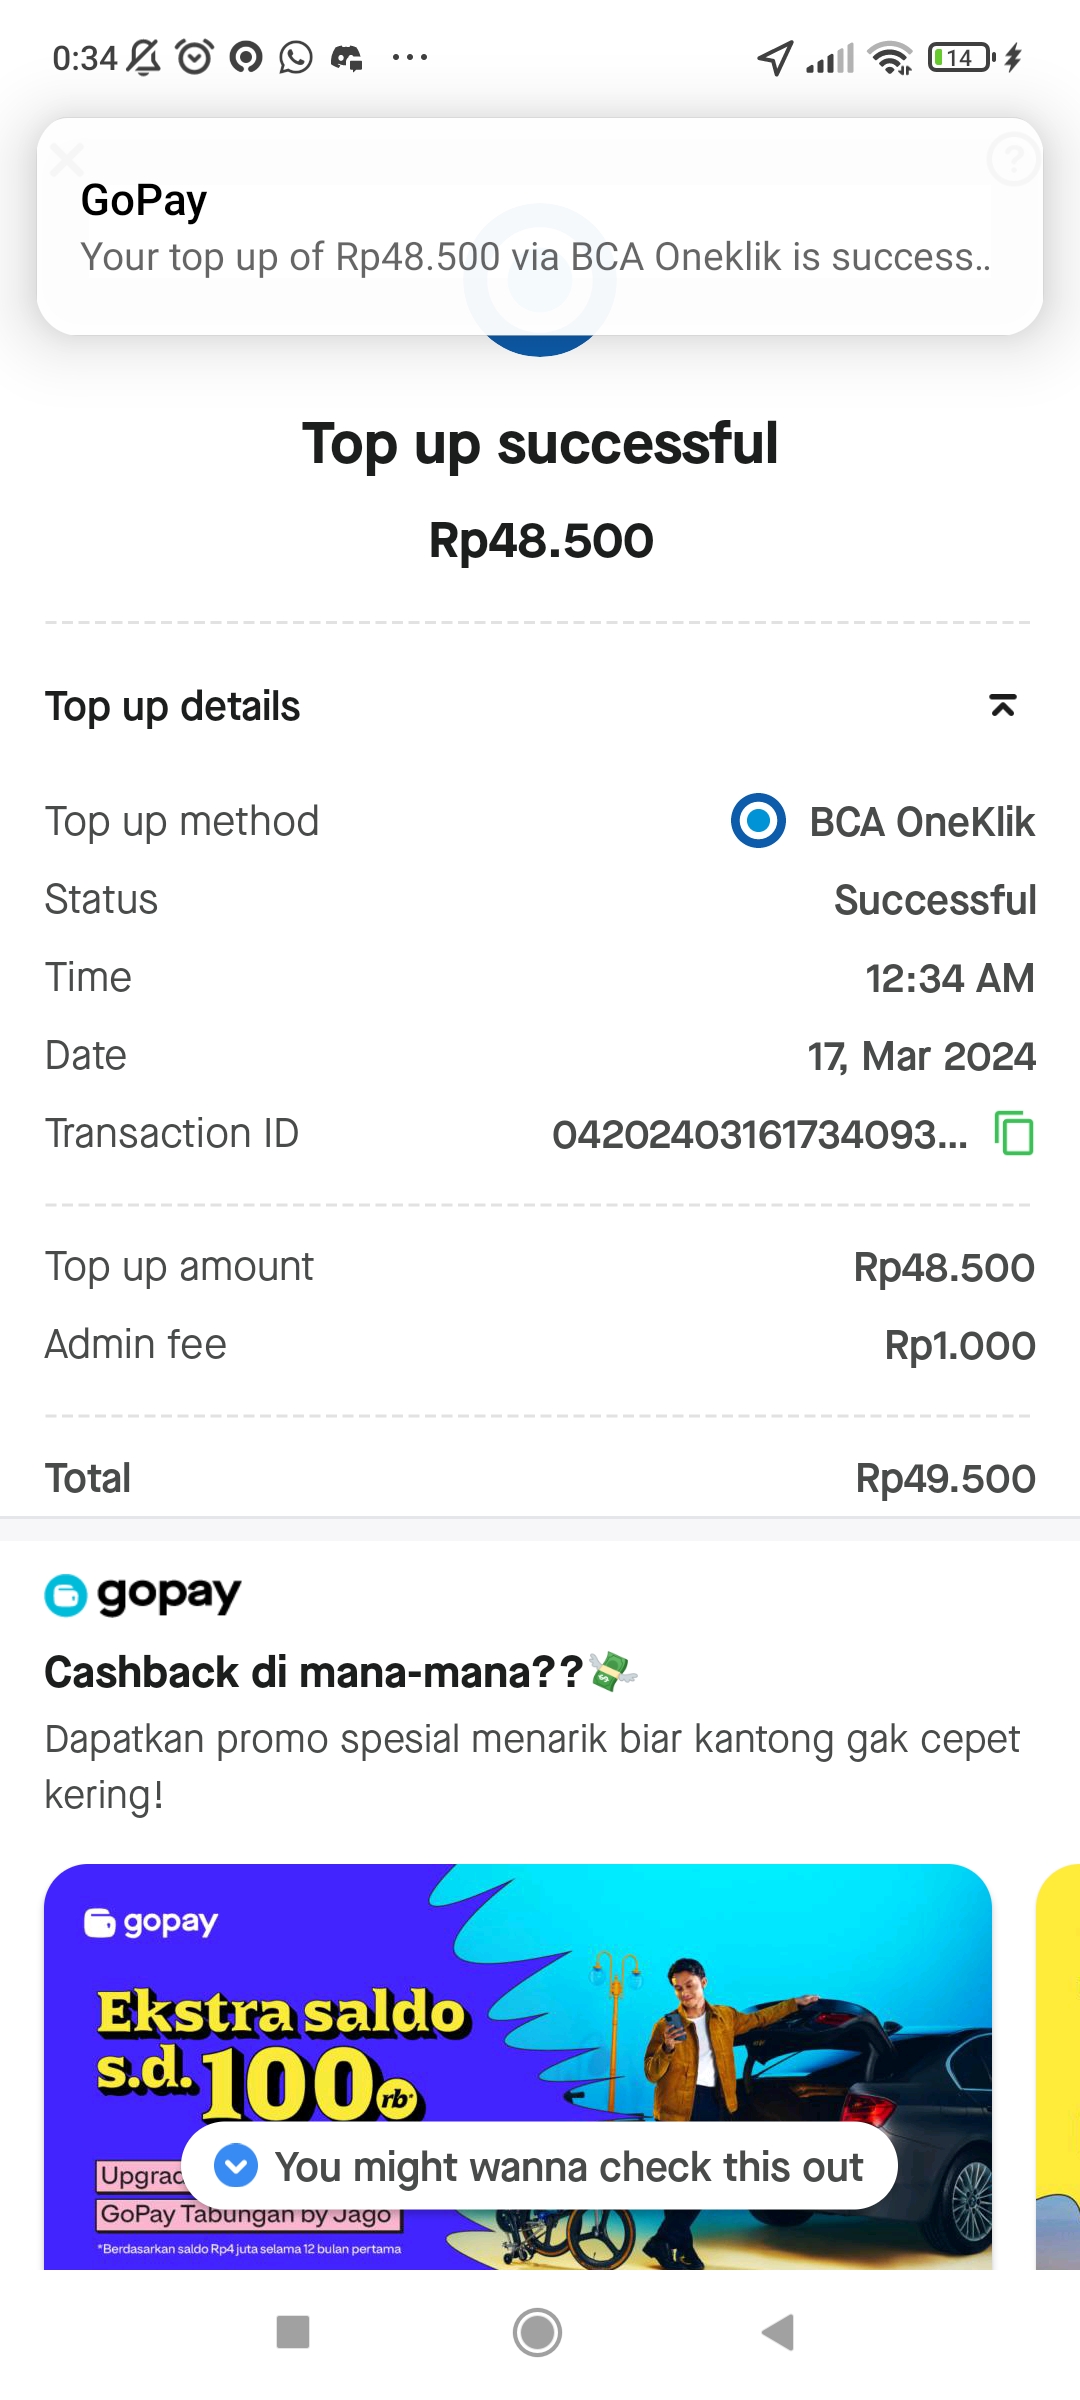 0:34
14
GoPay
Your top up of Rp48.500 via BCA Oneklik is success..
Top up successful
Rp48.500
Top up details
Top up method BCA OneKlik
Status Successful
Time 12:34 AM
Date 17, Mar 2024
Transaction ID 04202403161734093...
Top up amount Rp48.500
Admin fee Rp1.000
Total Rp49.500
gopay
Cashback di mana-mana??💸
Dapatkan promo spesial menarik biar kantong gak cepet
kering!
gopay
Ekstra saldo
s.d. 100 rb*
Upgrad
You might wanna check this out
GoPay Tabungan by Jago
*Berdasarkan saldo Rp4 juta selama 12 bulan pertama